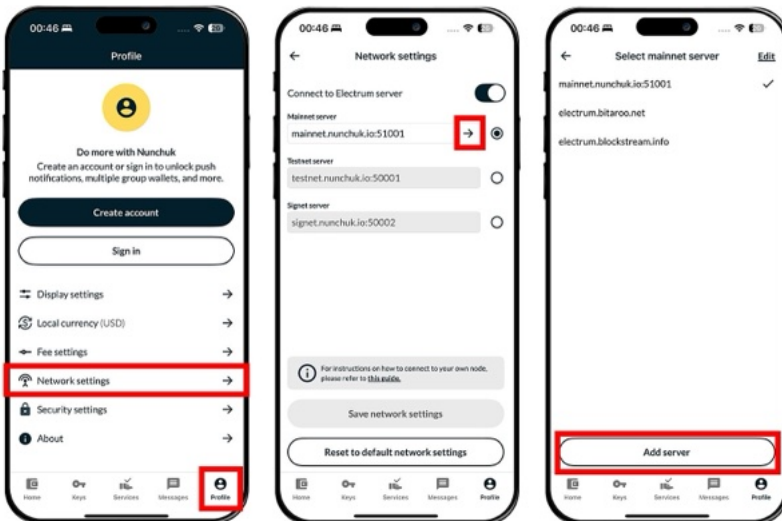 00:46
Profile
Do more with Nunchuk
Create an account or sign in to unlock push
notifications, multiple group wallets, and more.
Create account
Sign in
Display settings
Local currency (USD)
Fee settings
Network settings
Security settings
About
Home
Keys
Services
Messages
Profile
00:46
Network settings
Connect to Electrum server
Mainnet server
mainnet.nunchuk.io:51001
Testnet server
testnet.nunchuk.io:50001
Signet server
signet.nunchuk.io:50002
For instructions on how to connect to your own node,
please refer to this guide.
Save network settings
Reset to default network settings
Home
Keys
Services
Messages
Profile
00:46
Select mainnet server
Edit
mainnet.nunchuk.io:51001
electrum.bitaroo.net
electrum.blockstream.info
Add server
Home
Keys
Services
Messages
Profile